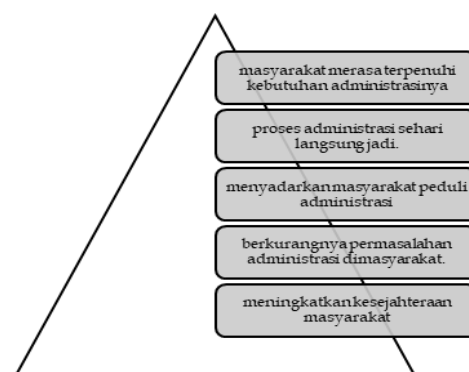 masyarakat merasa terpenuhi
kebutuhan administrasinya
proses administrasi sehari
langsung jadi.
menyadarkan masyarakat peduli
administrasi
berkurangnya permasalahan
administrasi dimasyarakat.
meningkatkan kesejahteraan
masyarakat